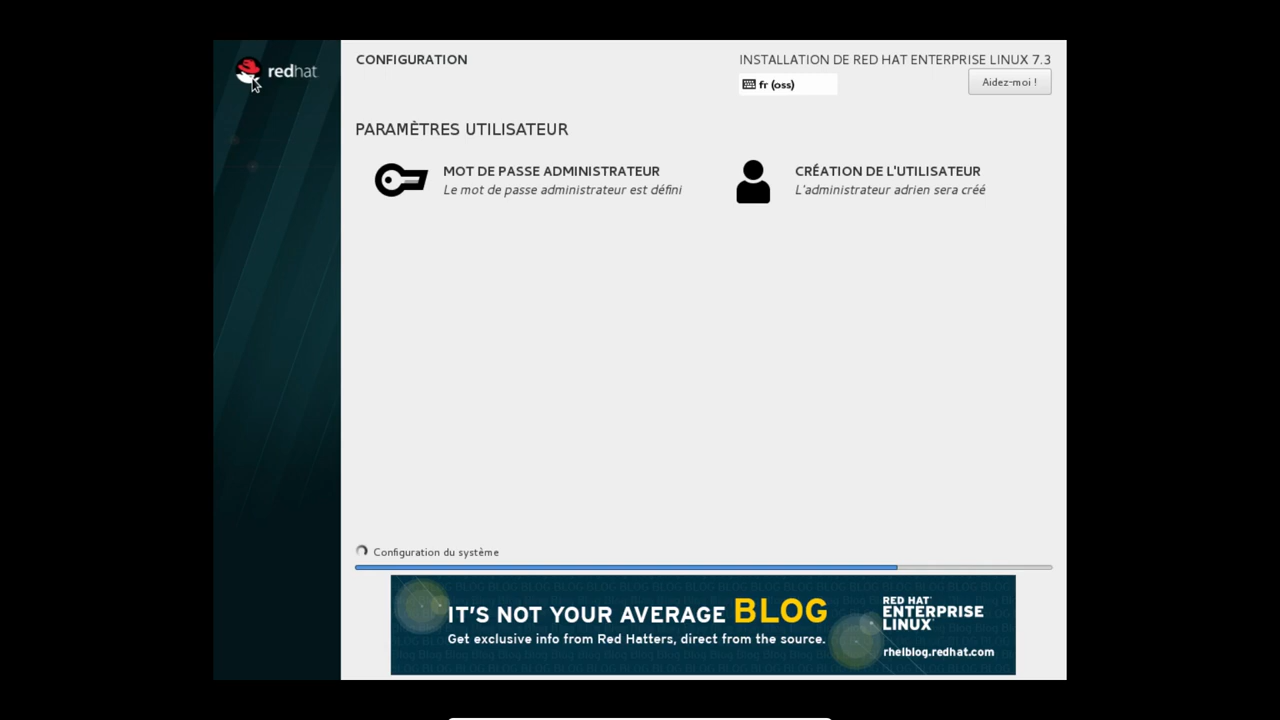 redhat
CONFIGURATION
INSTALLATION DE RED HAT ENTERPRISE LINUX 7.3
fr (oss)
Aidez-moi !
PARAMÈTRES UTILISATEUR
MOT DE PASSE ADMINISTRATEUR
Le mot de passe administrateur est défini
CRÉATION DE L'UTILISATEUR
L'administrateur adrien sera créé
Configuration du système
IT'S NOT YOUR AVERAGE BLOG
Get exclusive info from Red Hatters, direct from the source.
RED HAT
ENTERPRISE
LINUX
rhelblog.redhat.com